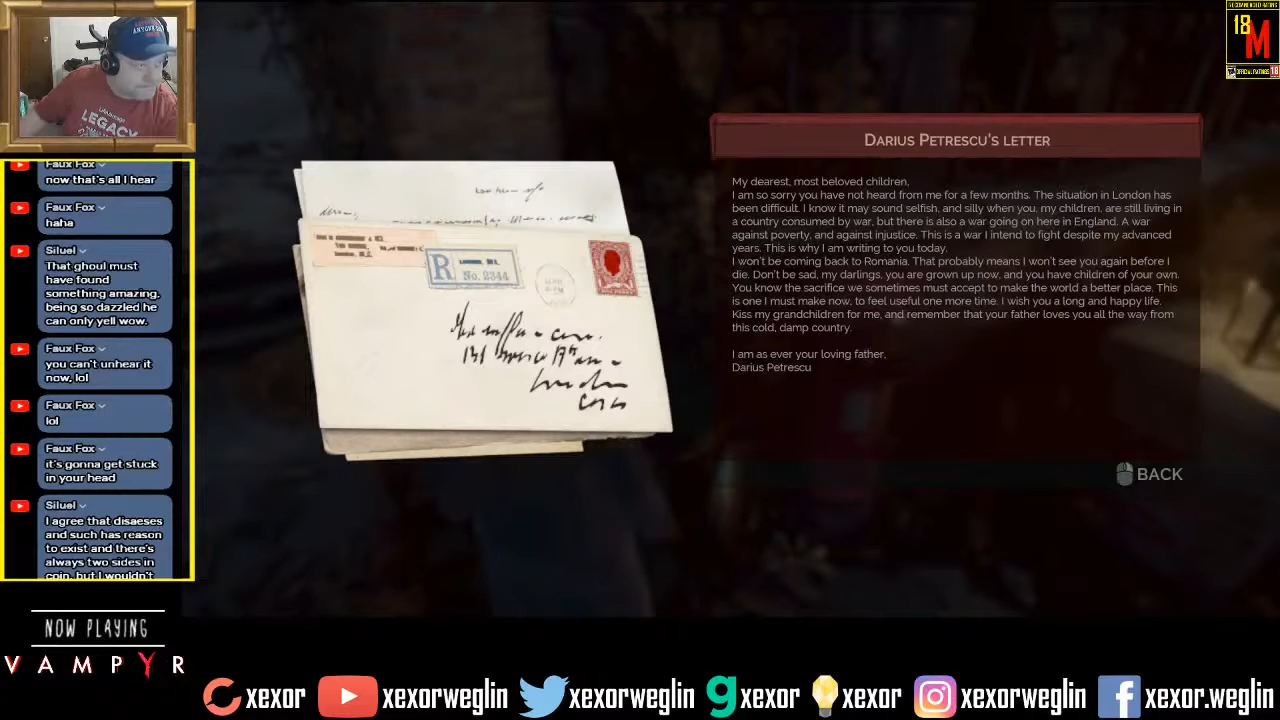 RECOMMENDED RATING
18
M
OFFICIAL RATINGS 18
LEGACY
Faux Fox
now that's all I hear
Faux Fox
haha
Siluel
That ghoul must
have found
something amazing,
being so dazzled he
can only yell wow.
Faux Fox
you can't unhear it
now, lol
Faux Fox
lol
Faux Fox
it's gonna get stuck
in your head
Siluel
I agree that disaeses
and such has reason
to exist and there's
always two sides in
coin, but I wouldn't
R
No. 2344
DARIUS PETRESCU'S LETTER
My dearest, most beloved children,
I am so sorry you have not heard from me for a few months. The situation in London has
been difficult. I know it may sound selfish, and silly when you, my children, are still living in
a country consumed by war, but there is also a war going on here in England. A war
against poverty, and against injustice. This is a war I intend to fight despite my advanced
years. This is why I am writing to you today.
I won't be coming back to Romania. That probably means I won't see you again before I
die. Don't be sad, my darlings, you are grown up now, and you have children of your own.
You know the sacrifice we sometimes must accept to make the world a better place. This
is one I must make now, to feel useful one more time. I wish you a long and happy life.
Kiss my grandchildren for me, and remember that your father loves you all the way from
this cold, damp country.
I am as ever your loving father,
Darius Petrescu
BACK
NOW PLAYING
VAMPYR
xexor
xexorweglin
xexorweglin
xexor
xexor
xexorweglin
xexor.weglin